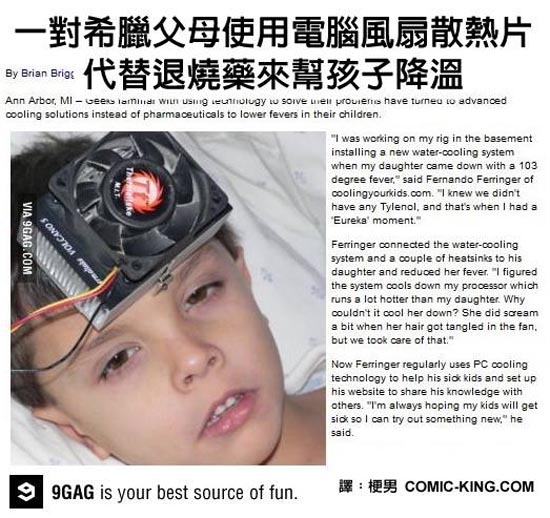 一對希臘父母使用電腦風扇散熱片
代替退燒藥來幫孩子降溫
By Brian Brigg
Ann Arbor, MI – Geeks familiar with using technology to solve their problems have turned to advanced
cooling solutions instead of pharmaceuticals to lower fevers in their children.
"I was working on my rig in the basement
installing a new water-cooling system
when my daughter came down with a 103
degree fever," said Fernando Ferringer of
coolingyourkids.com. "I knew we didn't
have any Tylenol, and that's when I had a
'Eureka' moment."
Ferringer connected the water-cooling
system and a couple of heatsinks to his
daughter and reduced her fever. "I figured
the system cools down my processor which
runs a lot hotter than my daughter. Why
couldn't it cool her down? She did scream
a bit when her hair got tangled in the fan,
but we took care of that."
Now Ferringer regularly uses PC cooling
technology to help his sick kids and set up
his website to share his knowledge with
others. "I'm always hoping my kids will get
sick so I can try out something new," he
said.
VIA 9GAG.COM
Thermaltake
VOLCANO
9GAG is your best source of fun.
譯：梗男 COMIC-KING.COM